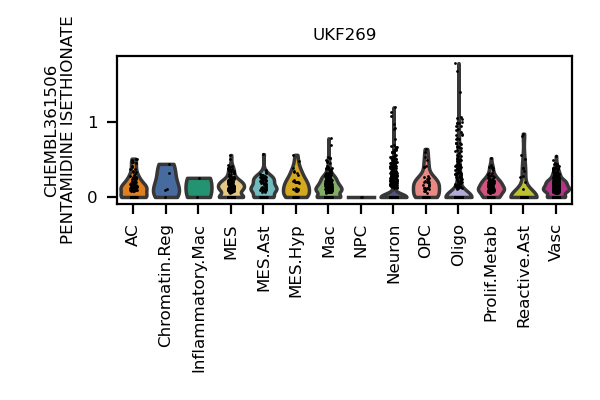 UKF269
CHEMBL361506
PENTAMIDINE ISETHIONATE
1
0
AC
Chromatin.Reg
Inflammatory.Mac
MES
MES.Ast
MES.Hyp
Mac
NPC
Neuron
OPC
Oligo
Prolif.Metab
Reactive.Ast
Vasc